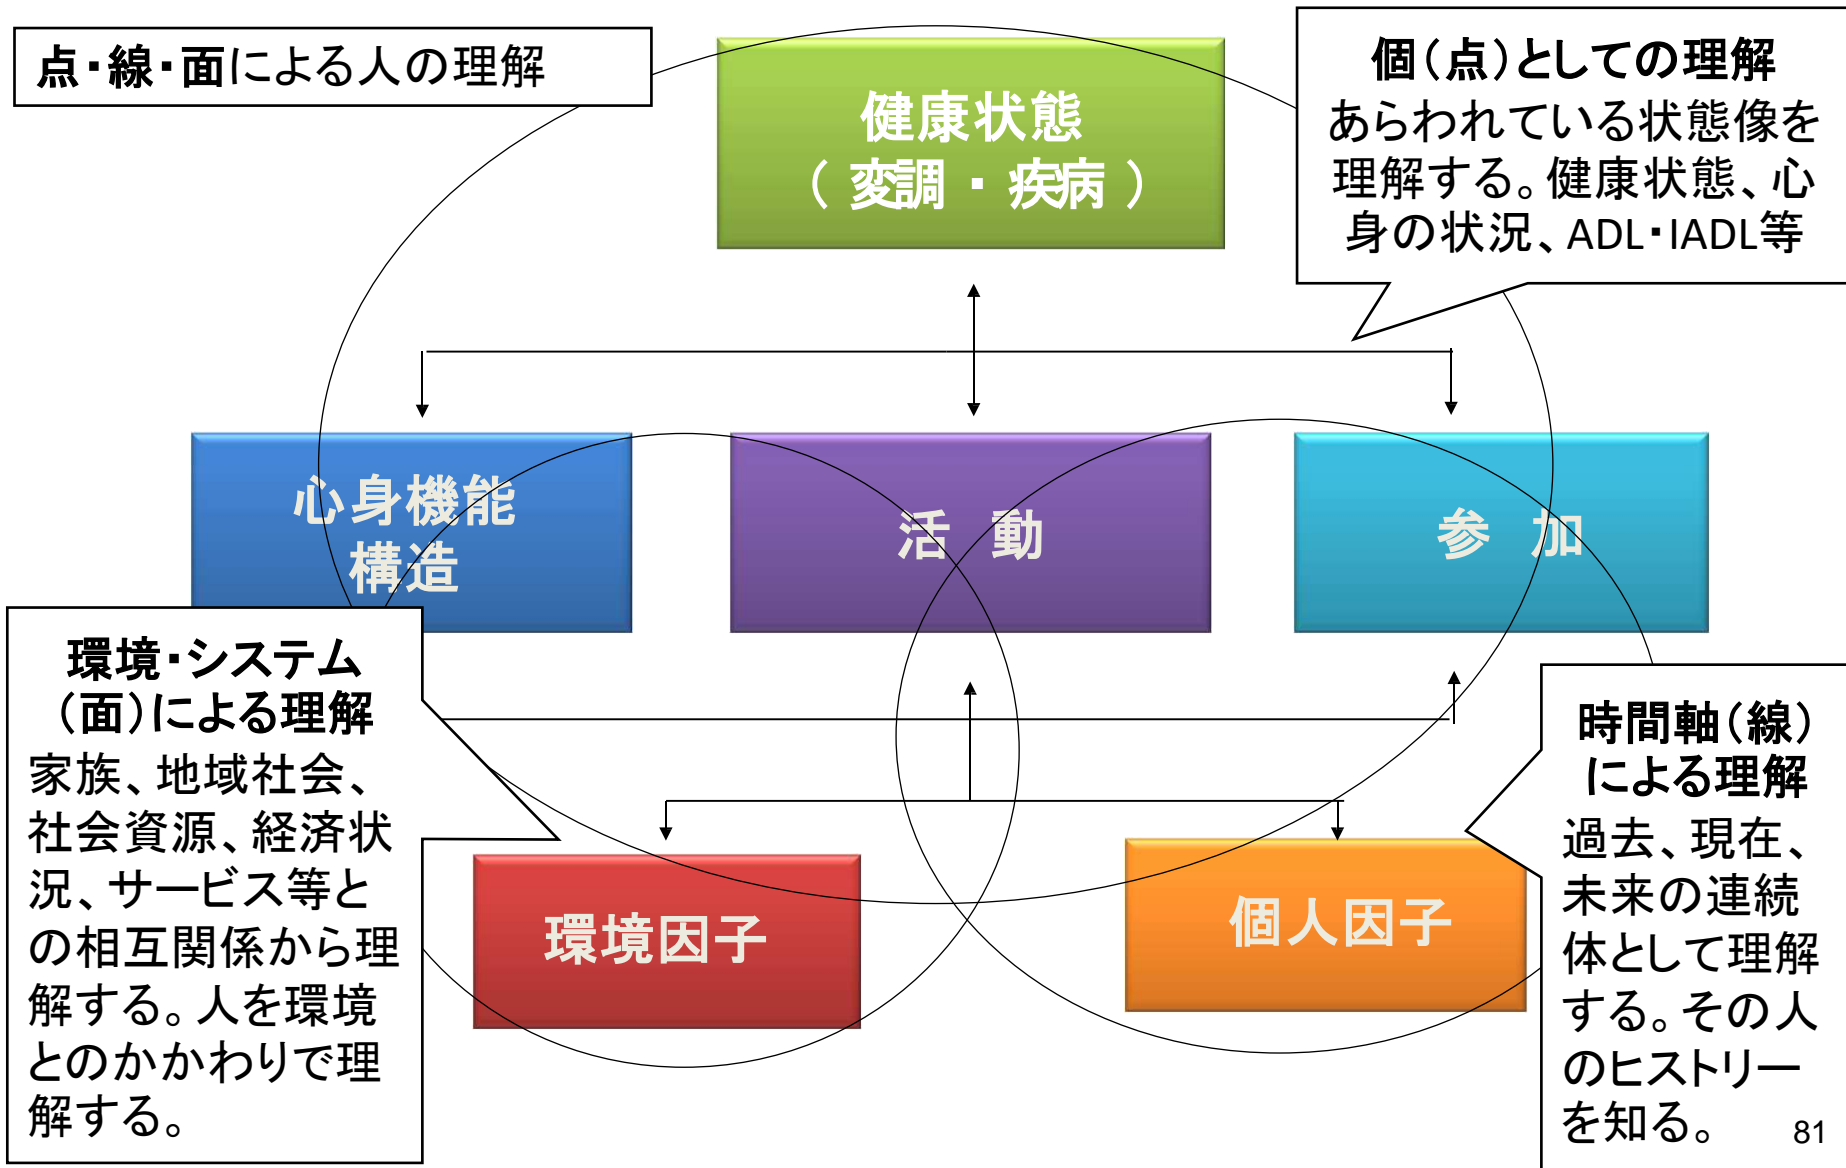 点・線・面による人の理解
個（点）としての理解
あらわれている状態像を
理解する。健康状態、心
身の状況、ADL・IADL等
健康状態
（ 変調 ・ 疾病 ）
心身機能
構造
活 動
参 加
環境・システム
（面）による理解
家族、地域社会、
社会資源、経済状
況、サービス等と
の相互関係から理
解する。人を環境
とのかかわりで理
解する。
環境因子
個人因子
時間軸（線）
による理解
過去、現在、
未来の連続
体として理解
する。その人
のヒストリー
を知る。
81